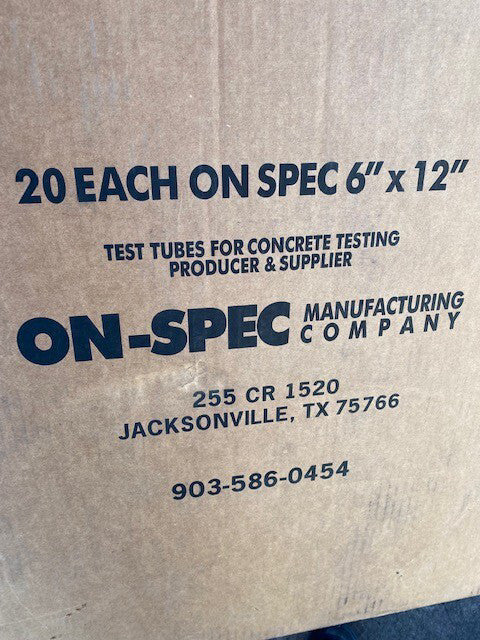 20 EACH ON SPEC 6" x 12"
TEST TUBES FOR CONCRETE TESTING
PRODUCER & SUPPLIER
ON-SPEC MANUFACTURING COMPANY
255 CR 1520
JACKSONVILLE, TX 75766
903-586-0454